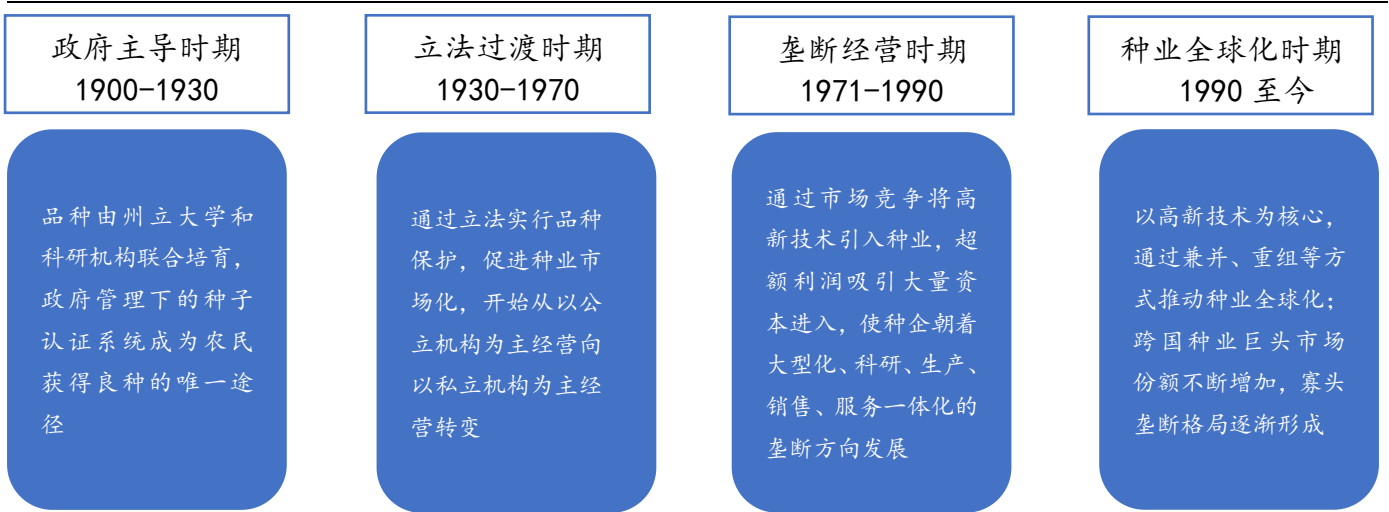 政府主导时期
1900-1930
品种由州立大学和
科研机构联合培育,
政府管理下的种子
认证系统成为农民
获得良种的唯一途
径
立法过渡时期
1930-1970
通过立法实行品种
保护，促进种业市
场化，开始从以公
立机构为主经营向
以私立机构为主经
营转变
垄断经营时期
1971-1990
通过市场竞争将高
新技术引入种业，超
额利润吸引大量资
本进入，使种企朝着
大型化、科研、生产、
销售、服务一体化的
垄断方向发展
种业全球化时期
1990 至今
以高新技术为核心，
通过兼并、重组等方
式推动种业全球化；
跨国种业巨头市场
份额不断增加，寡头
垄断格局逐渐形成